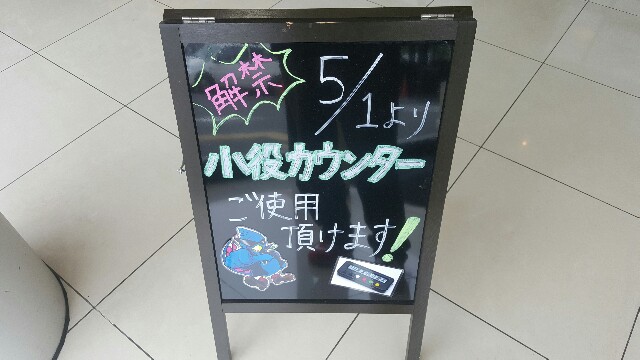 解禁
5/1より
小役カウンター
ご使用
頂けます!